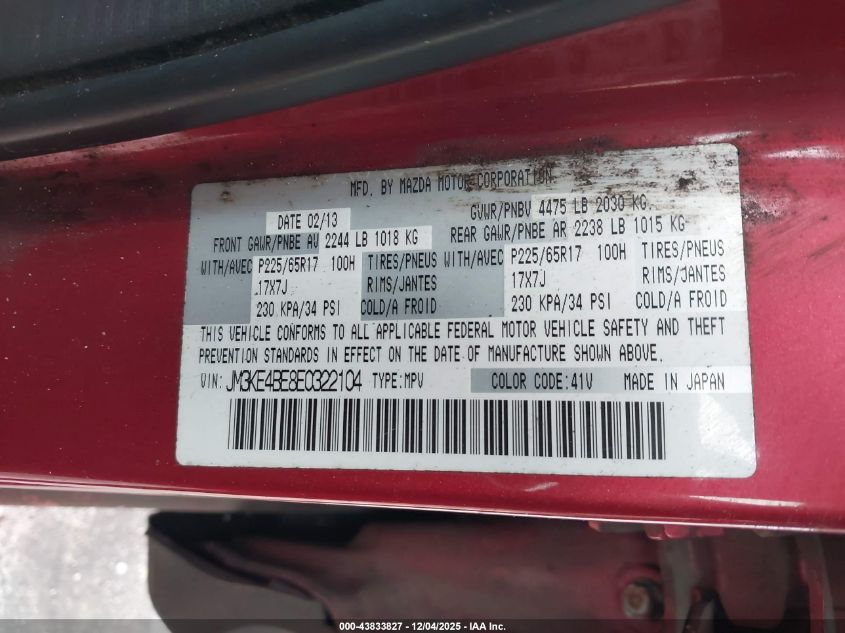 MFD. BY MAZDA MOTOR CORPORATION
DATE 02/13 GVWR/PNBV 4475 LB 2030 KG
FRONT GAWR/PNBE AV 2244 LB 1018 KG REAR GAWR/PNBE AR 2238 LB 1015 KG
WITH/AVEC P225/65R17 100H TIRES/PNEUS WITH/AVEC P225/65R17 100H TIRES/PNEUS
17X7J RIMS/JANTES 17X7J RIMS/JANTES
230 KPA/34 PSI COLD/A FROID 230 KPA/34 PSI COLD/A FROID
THIS VEHICLE CONFORMS TO ALL APPLICABLE FEDERAL MOTOR VEHICLE SAFETY AND THEFT
PREVENTION STANDARDS IN EFFECT ON THE DATE OF MANUFACTURE SHOWN ABOVE.
VIN: JM3KE4BE8E0322104 TYPE:MPV COLOR CODE:41V MADE IN JAPAN
000-43833827 - 12/04/2025 - IAA Inc.